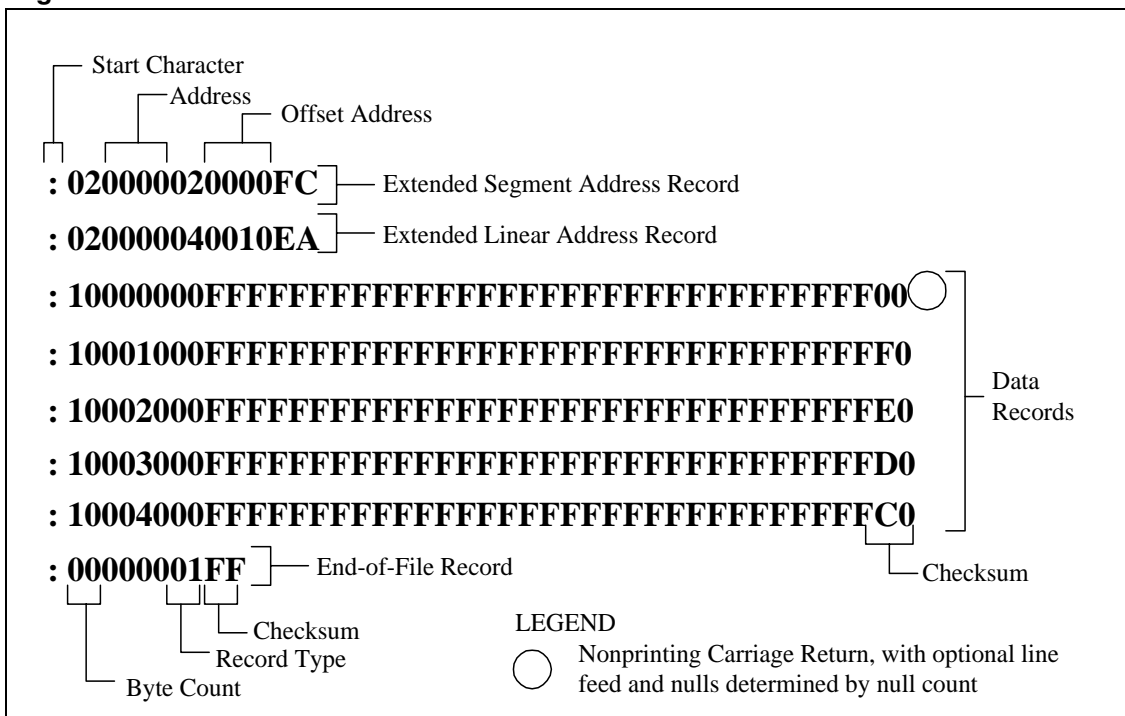 Start Character
Address
Offset Address
: 020000020000FC
Extended Segment Address Record
: 020000040010EA
Extended Linear Address Record
: 10000000FFFFFFFFFFFFFFFFFFFFFFFFFFFFFFFF00
: 10001000FFFFFFFFFFFFFFFFFFFFFFFFFFFFFFFFF0
: 10002000FFFFFFFFFFFFFFFFFFFFFFFFFFFFFFFFE0
: 10003000FFFFFFFFFFFFFFFFFFFFFFFFFFFFFFFFD0
: 10004000FFFFFFFFFFFFFFFFFFFFFFFFFFFFFFFFC0
Data
Records
: 00000001FF
End-of-File Record
Checksum
Checksum
Record Type
Byte Count
LEGEND
Nonprinting Carriage Return, with optional line
feed and nulls determined by null count